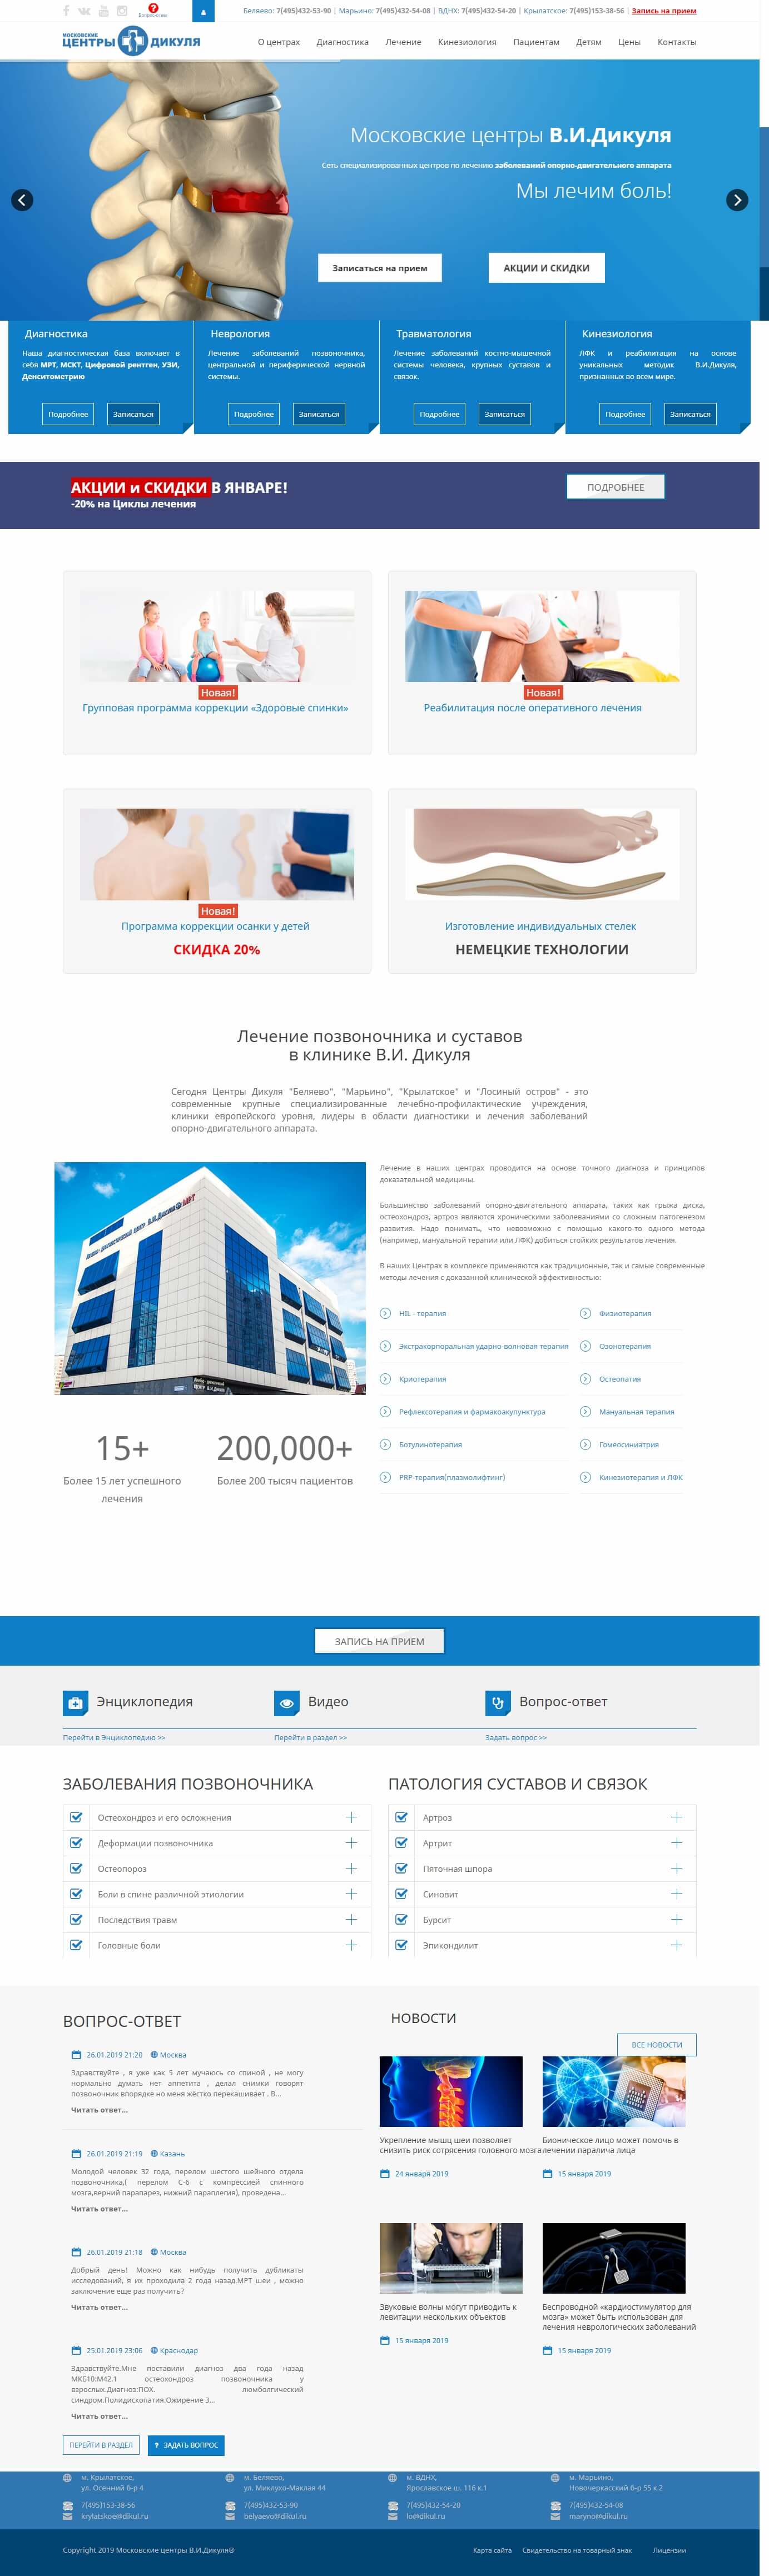 Вопрос-ответ
Беляево: 7(495)432-53-90 | Марьино: 7(495)432-54-08 | ВДНХ: 7(495)432-54-20 | Крылатское: 7(495)153-38-56 | Запись на прием
МОСКОВСКИЕ
ЦЕНТРЫ ДИКУЛЯ
О центрах Диагностика Лечение Кинезиология Пациентам Детям Цены Контакты
Московские центры В.И.Дикуля
Сеть специализированных центров по лечению заболеваний опорно-двигательного аппарата
Мы лечим боль!
Записаться на прием
АКЦИИ И СКИДКИ
Диагностика
Наша диагностическая база включает в
себя МРТ, МСКТ, Цифровой рентген, УЗИ,
Денситометрию
Подробнее Записаться
Неврология
Лечение заболеваний позвоночника,
центральной и периферической нервной
системы.
Подробнее Записаться
Травматология
Лечение заболеваний костно-мышечной
системы человека, крупных суставов и
связок.
Подробнее Записаться
Кинезиология
ЛФК и реабилитация на основе
уникальных методик В.И.Дикуля,
признанных во всем мире.
Подробнее Записаться
АКЦИИ и СКИДКИ В ЯНВАРЕ!
-20% на Циклы лечения
ПОДРОБНЕЕ
Новая!
Групповая программа коррекции «Здоровые спинки»
Новая!
Реабилитация после оперативного лечения
Новая!
Программа коррекции осанки у детей
СКИДКА 20%
Изготовление индивидуальных стелек
НЕМЕЦКИЕ ТЕХНОЛОГИИ
Лечение позвоночника и суставов
в клинике В.И. Дикуля
Сегодня Центры Дикуля "Беляево", "Марьино", "Крылатское" и "Лосиный остров" - это
современные крупные специализированные лечебно-профилактические учреждения,
клиники европейского уровня, лидеры в области диагностики и лечения заболеваний
опорно-двигательного аппарата.
МРТ
15+
Более 15 лет успешного
лечения
200,000+
Более 200 тысяч пациентов
Лечение в наших центрах проводится на основе точного диагноза и принципов
доказательной медицины.
Большинство заболеваний опорно-двигательного аппарата, таких как грыжа диска,
остеохондроз, артроз являются хроническими заболеваниями со сложным патогенезом
развития. Надо понимать, что невозможно с помощью какого-то одного метода
(например, мануальной терапии или ЛФК) добиться стойких результатов лечения.
В наших Центрах в комплексе применяются как традиционные, так и самые современные
методы лечения с доказанной клинической эффективностью:
HIL - терапия
Физиотерапия
Экстракорпоральная ударно-волновая терапия
Озонотерапия
Криотерапия
Остеопатия
Рефлексотерапия и фармакоакупунктура
Мануальная терапия
Ботулинотерапия
Гомеосиниатрия
PRP-терапия(плазмолифтинг)
Кинезиотерапия и ЛФК
ЗАПИСЬ НА ПРИЕМ
Энциклопедия
Перейти в Энциклопедию >>
Видео
Перейти в раздел >>
Вопрос-ответ
Задать вопрос >>
ЗАБОЛЕВАНИЯ ПОЗВОНОЧНИКА
Остеохондроз и его осложнения
Деформации позвоночника
Остеопороз
Боли в спине различной этиологии
Последствия травм
Головные боли
ПАТОЛОГИЯ СУСТАВОВ И СВЯЗОК
Артроз
Артрит
Пяточная шпора
Синовит
Бурсит
Эпикондилит
ВОПРОС-ОТВЕТ
26.01.2019 21:20 Москва
Здравствуйте , я уже как 5 лет мучаюсь со спиной , не могу
нормально думать нет аппетита , делал снимки говорят
позвоночник впорядке но меня жёстко перекашивает . В...
Читать ответ...
26.01.2019 21:19 Казань
Молодой человек 32 года, перелом шестого шейного отдела
позвоночника,( перелом С-6 с компрессией спинного
мозга,верний парапарез, нижний параплегия), проведена...
Читать ответ...
26.01.2019 21:18 Москва
Добрый день! Можно как нибудь получить дубликаты
исследований, я их проходила 2 года назад.МРТ шеи , можно
заключение еще раз получить?
Читать ответ...
25.01.2019 23:06 Краснодар
Здравствуйте.Мне поставили диагноз два года назад
МКБ10:М42.1 остеохондроз позвоночника у
взрослых.Диагноз:ПОХ. люмболгический
синдром.Полидископатия.Ожирение 3...
Читать ответ...
ПЕРЕЙТИ В РАЗДЕЛ
? ЗАДАТЬ ВОПРОС
НОВОСТИ
ВСЕ НОВОСТИ
Укрепление мышц шеи позволяет
снизить риск сотрясения головного мозга
24 января 2019
Бионическое лицо может помочь в
лечении паралича лица
15 января 2019
Звуковые волны могут приводить к
левитации нескольких объектов
15 января 2019
Беспроводной «кардиостимулятор для
мозга» может быть использован для
лечения неврологических заболеваний
15 января 2019
м. Крылатское,
ул. Осенний б-р 4
7(495)153-38-56
krylatskoe@dikul.ru
м. Беляево,
ул. Миклухо-Маклая 44
7(495)432-53-90
belyaevo@dikul.ru
м. ВДНХ,
Ярославское ш. 116 к.1
7(495)432-54-20
lo@dikul.ru
м. Марьино,
Новочеркасский б-р 55 к.2
7(495)432-54-08
maryno@dikul.ru
Copyright 2019 Московские центры В.И.Дикуля®
Карта сайта Свидетельство на товарный знак Лицензии